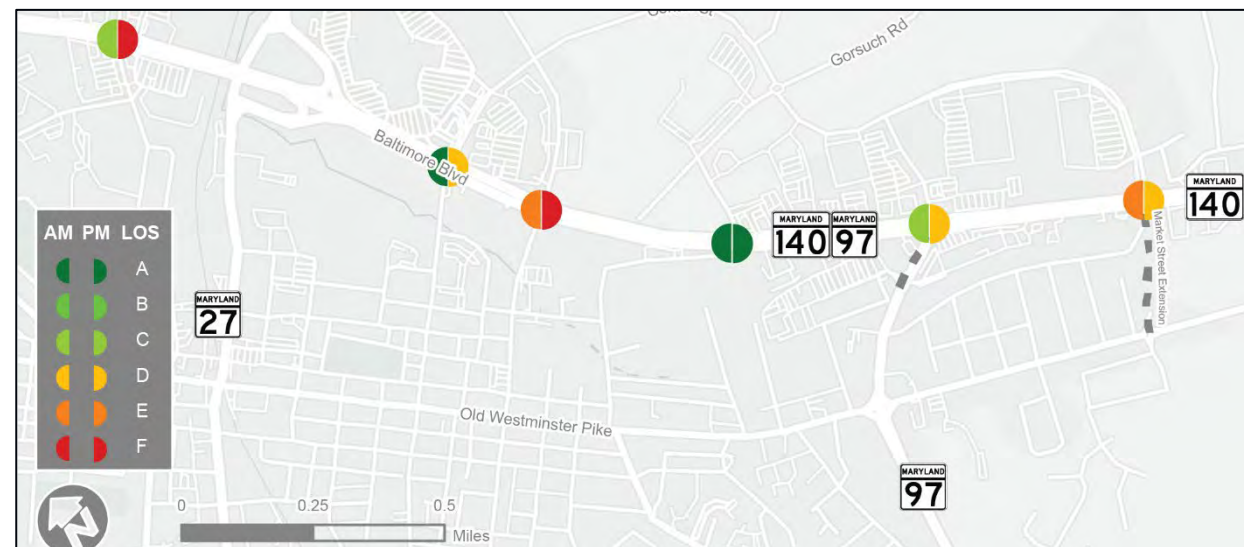 Gorsuch Rd
Baltimore Blvd
MARYLAND
140
MARYLAND
97
MARYLAND
140
Market Street Extension
AM PM LOS
A
B
C
D
E
F
MARYLAND
27
Old Westminster Pike
MARYLAND
97
0 0.25 0.5
Miles